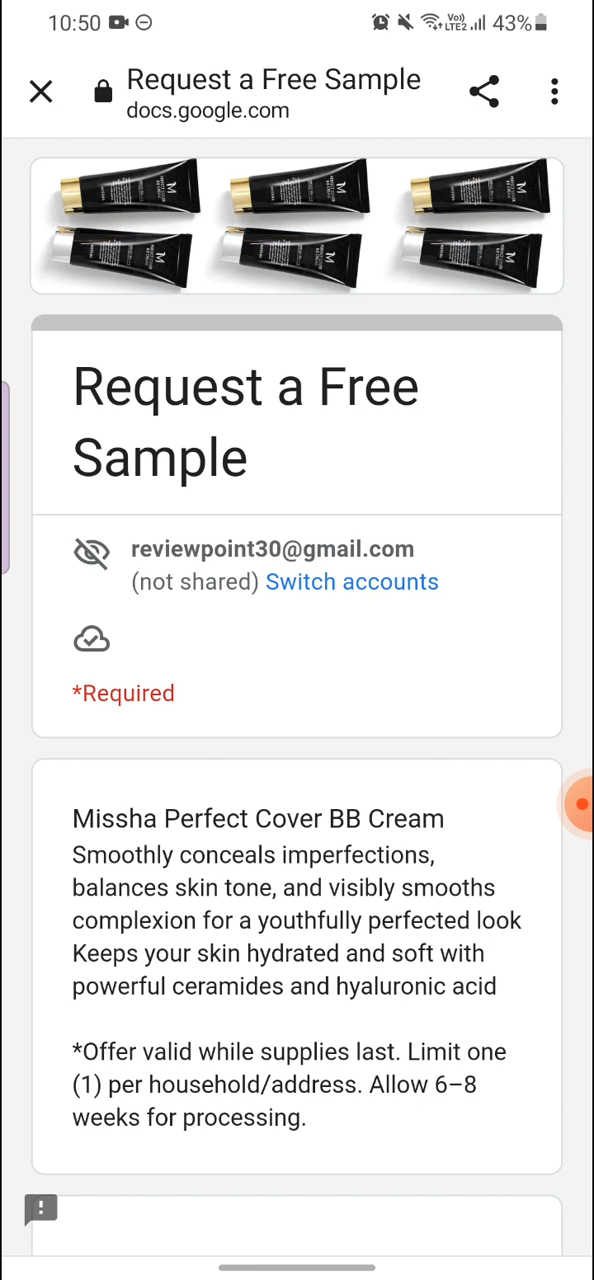 10:50
Vo)) LTE2 43%
Request a Free Sample
docs.google.com
M
M
M
M
M
M
Request a Free
Sample
reviewpoint30@gmail.com
(not shared) Switch accounts
*Required
Missha Perfect Cover BB Cream
Smoothly conceals imperfections,
balances skin tone, and visibly smooths
complexion for a youthfully perfected look
Keeps your skin hydrated and soft with
powerful ceramides and hyaluronic acid
*Offer valid while supplies last. Limit one
(1) per household/address. Allow 6–8
weeks for processing.